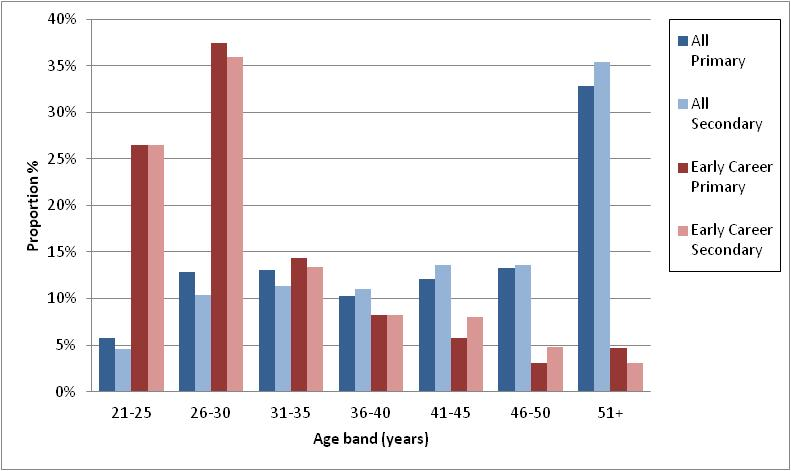 40%
35%
30%
25%
20%
15%
10%
5%
0%
Proportion %
21-25 26-30 31-35 36-40 41-45 46-50 51+
Age band (years)
All
Primary
All
Secondary
Early Career
Primary
Early Career
Secondary